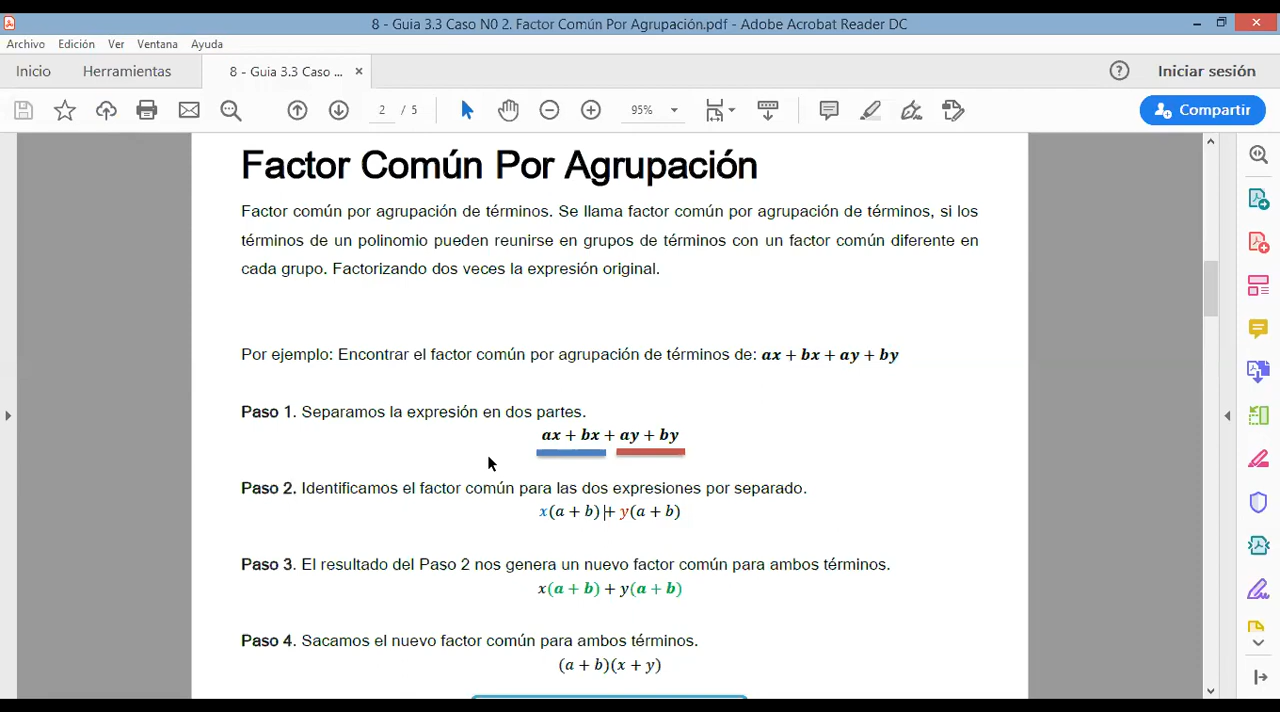 8 - Guia 3.3 Caso N0 2. Factor Común Por Agrupación.pdf - Adobe Acrobat Reader DC
Archivo Edición Ver Ventana Ayuda
Inicio Herramientas 8 - Guia 3.3 Caso ... × Iniciar sesión
2 / 5 95% Compartir
Factor Común Por Agrupación
Factor común por agrupación de términos. Se llama factor común por agrupación de términos, si los
términos de un polinomio pueden reunirse en grupos de términos con un factor común diferente en
cada grupo. Factorizando dos veces la expresión original.
Por ejemplo: Encontrar el factor común por agrupación de términos de: ax + bx + ay + by
Paso 1. Separamos la expresión en dos partes.
ax + bx + ay + by
Paso 2. Identificamos el factor común para las dos expresiones por separado.
x(a + b) + y(a + b)
Paso 3. El resultado del Paso 2 nos genera un nuevo factor común para ambos términos.
x(a + b) + y(a + b)
Paso 4. Sacamos el nuevo factor común para ambos términos.
(a + b)(x + y)